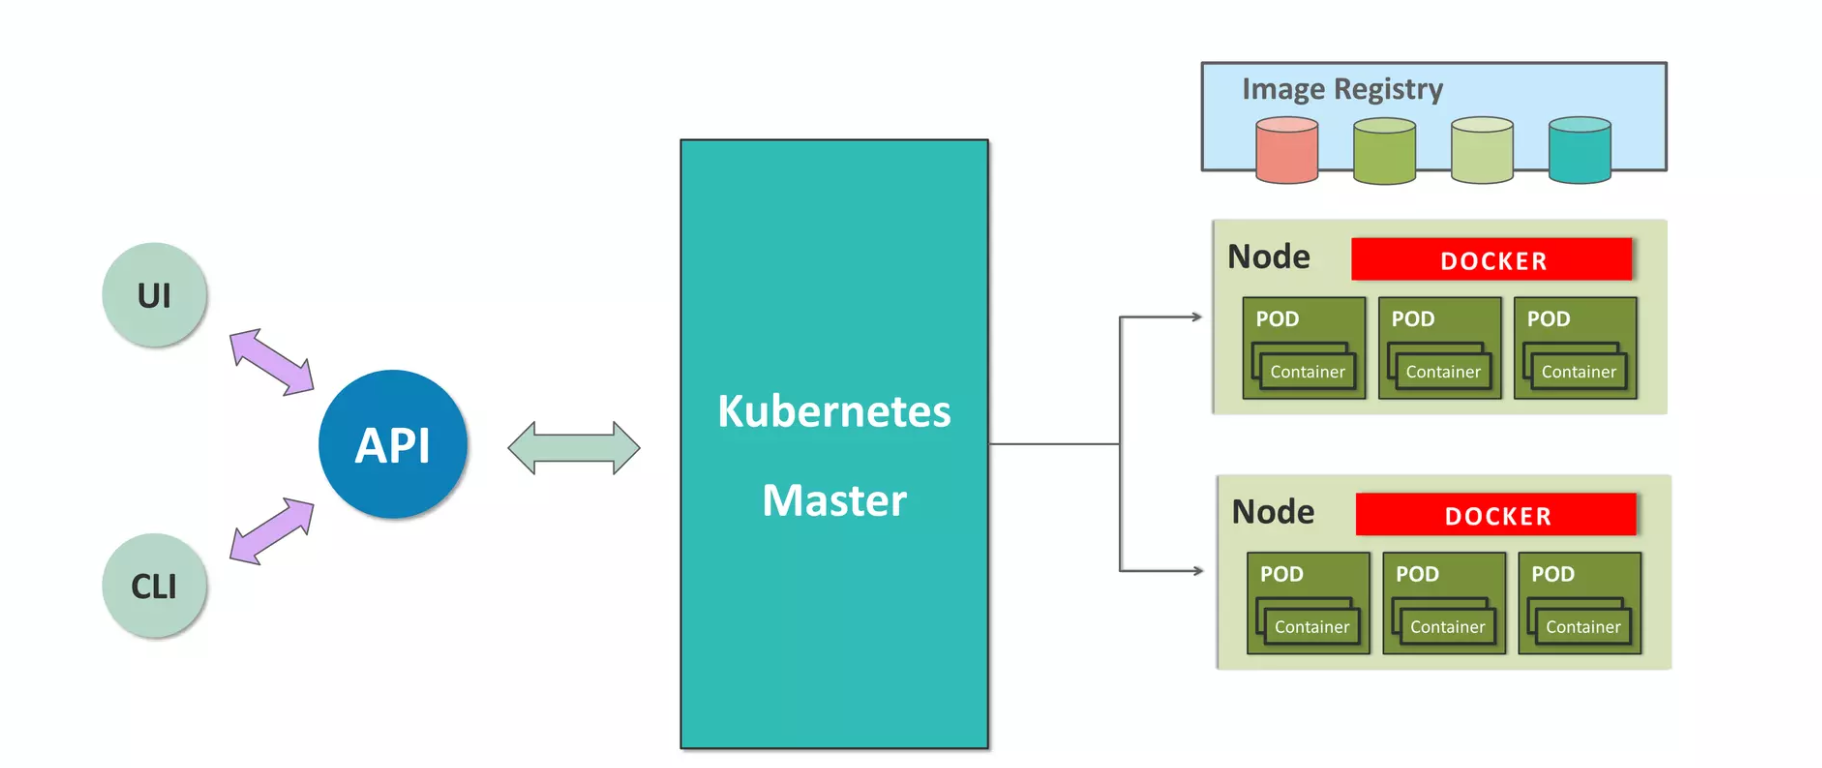 UI
API
CLI
Kubernetes
Master
Image Registry
Node
DOCKER
POD
Container
POD
Container
POD
Container
Node
DOCKER
POD
Container
POD
Container
POD
Container